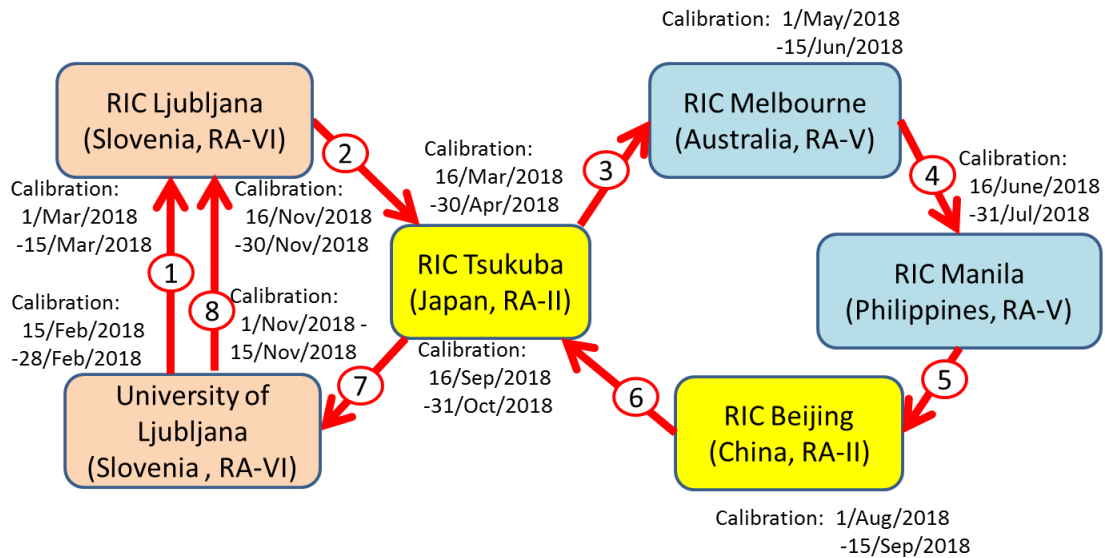 Calibration: 1/May/2018
-15/Jun/2018
RIC Ljubljana
(Slovenia, RA-VI)
RIC Melbourne
(Australia, RA-V)
2
3
4
Calibration:
16/Mar/2018
-30/Apr/2018
Calibration:
16/June/2018
-31/Jul/2018
Calibration:
1/Mar/2018
-15/Mar/2018
Calibration:
16/Nov/2018
-30/Nov/2018
RIC Tsukuba
(Japan, RA-II)
RIC Manila
(Philippines, RA-V)
1
8
Calibration:
15/Feb/2018
-28/Feb/2018
Calibration:
1/Nov/2018 -
15/Nov/2018
Calibration:
16/Sep/2018
-31/Oct/2018
7
6
5
University of
Ljubljana
(Slovenia , RA-VI)
RIC Beijing
(China, RA-II)
Calibration: 1/Aug/2018
-15/Sep/2018